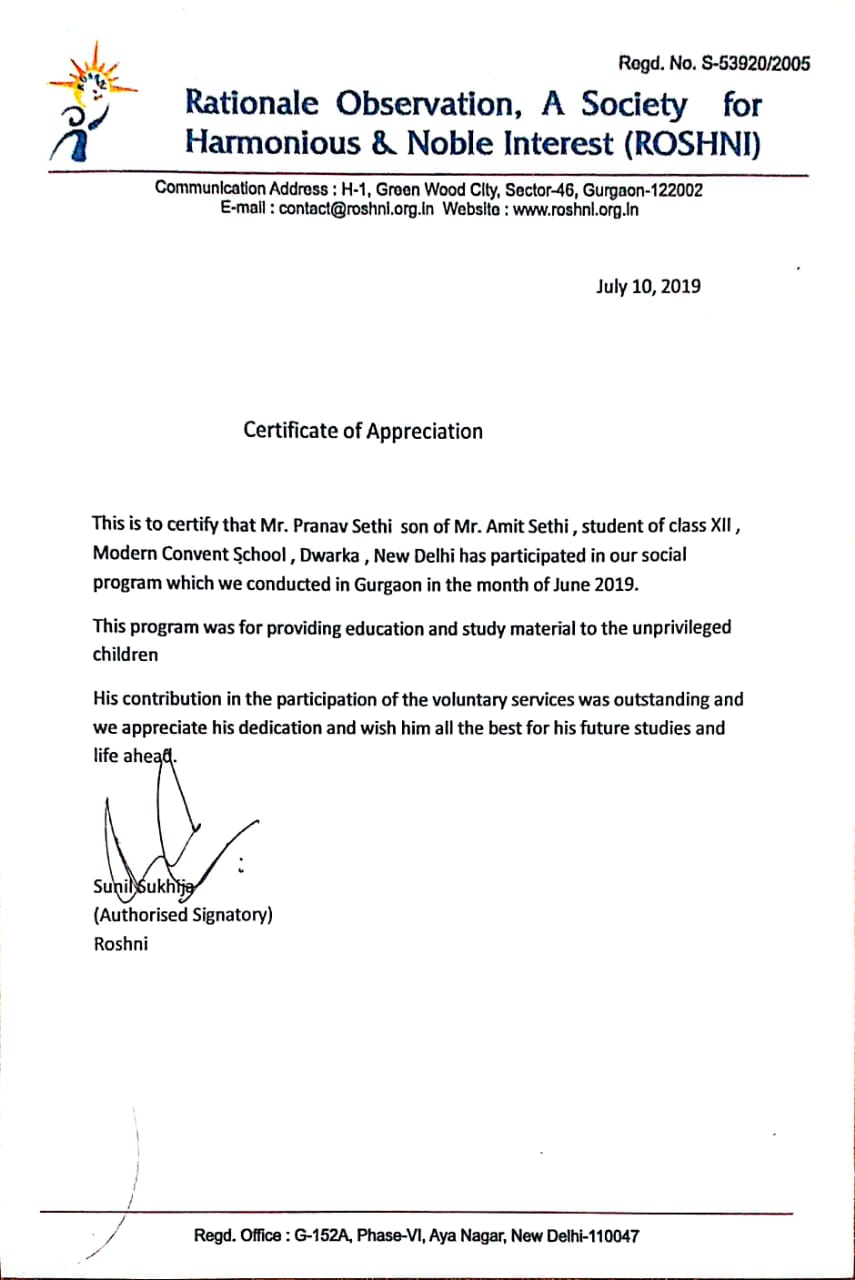 Regd. No. S-53920/2005
Rationale Observation, A Society for
Harmonious & Noble Interest (ROSHNI)
Communication Address : H-1, Green Wood City, Sector-46, Gurgaon-122002
E-mail : contact@roshni.org.in Website : www.roshni.org.in
July 10, 2019
Certificate of Appreciation
This is to certify that Mr. Pranav Sethi son of Mr. Amit Sethi , student of class XII ,
Modern Convent School , Dwarka , New Delhi has participated in our social
program which we conducted in Gurgaon in the month of June 2019.
This program was for providing education and study material to the unprivileged
children
His contribution in the participation of the voluntary services was outstanding and
we appreciate his dedication and wish him all the best for his future studies and
life ahead.
Sunil Sukhija
(Authorised Signatory)
Roshni
Regd. Office : G-152A, Phase-VI, Aya Nagar, New Delhi-110047